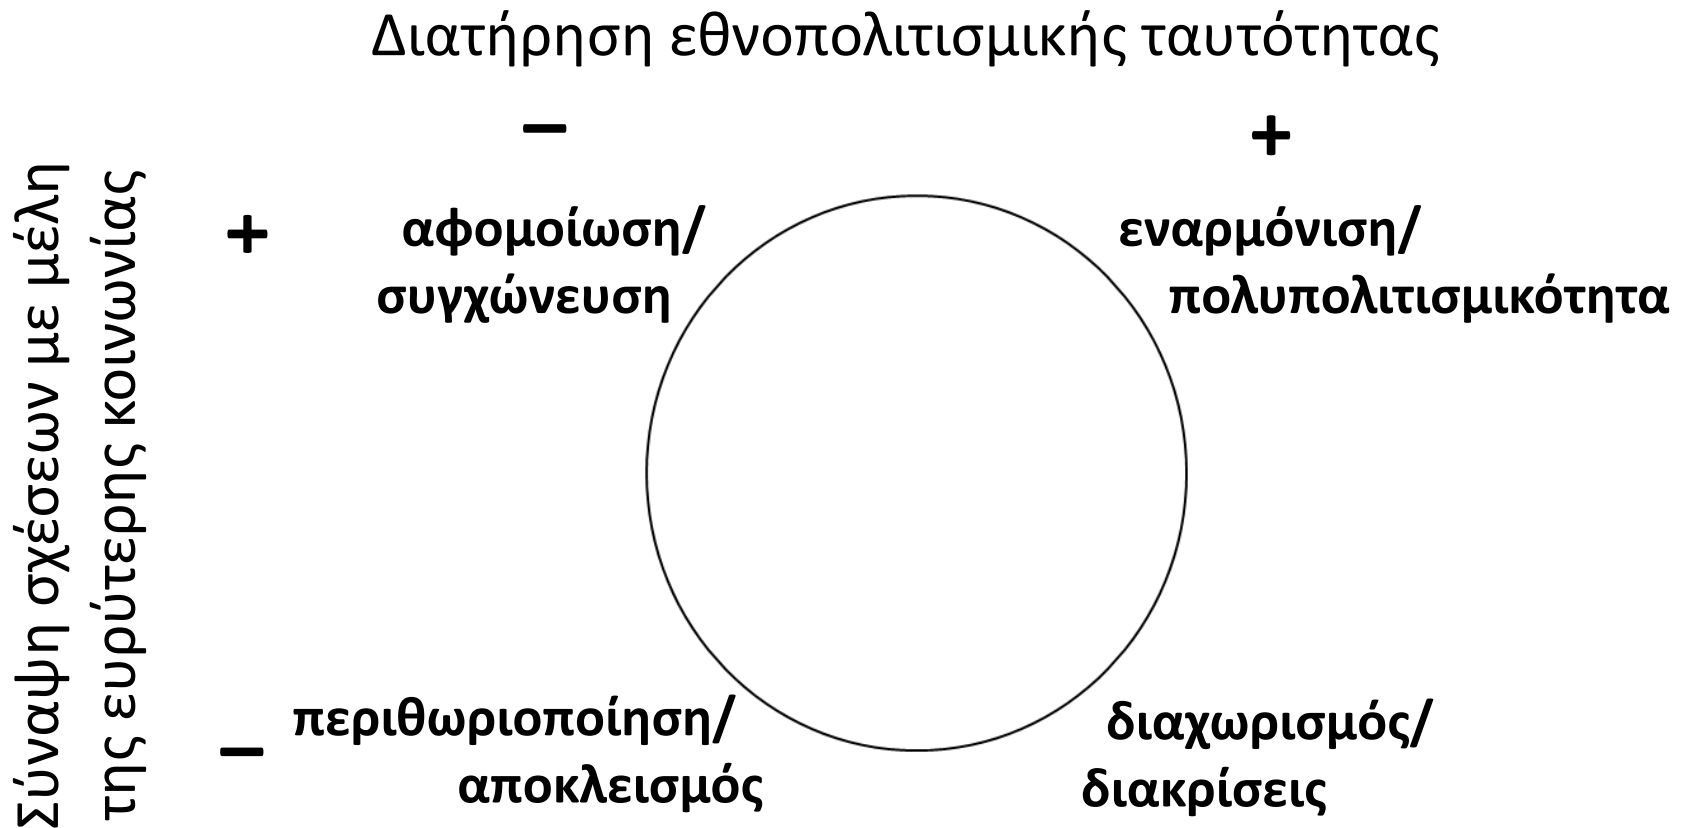 Διατήρηση εθνοπολιτισμικής ταυτότητας
− +
Σύναψη σχέσεων με μέλη
της ευρύτερης κοινωνίας
+
αφομοίωση/
συγχώνευση
εναρμόνιση/
πολυπολιτισμικότητα
−
περιθωριοποίηση/
αποκλεισμός
διαχωρισμός/
διακρίσεις